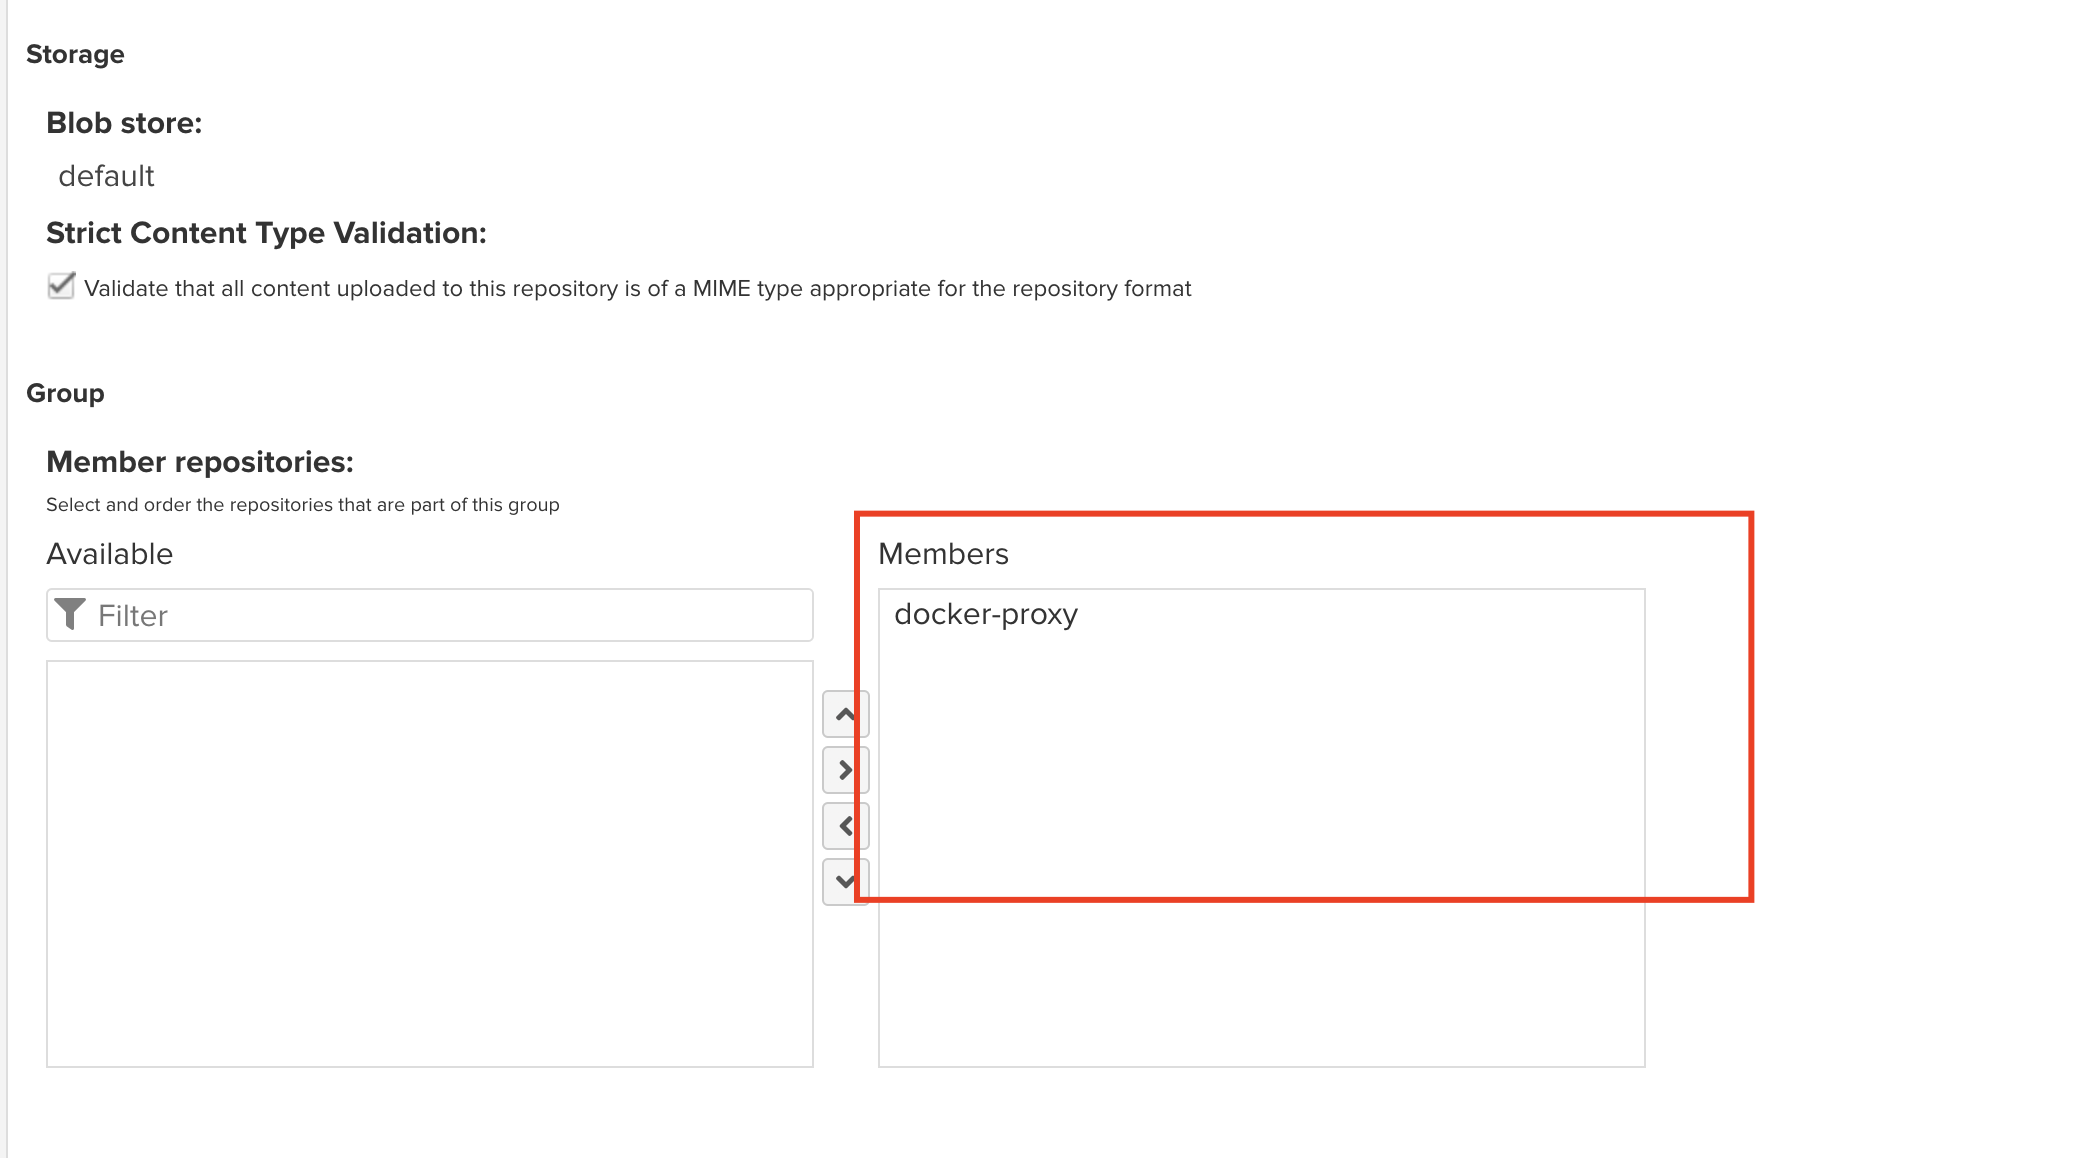 Storage
Blob store:
default
Strict Content Type Validation:
Validate that all content uploaded to this repository is of a MIME type appropriate for the repository format
Group
Member repositories:
Select and order the repositories that are part of this group
Available
Filter
Members
docker-proxy